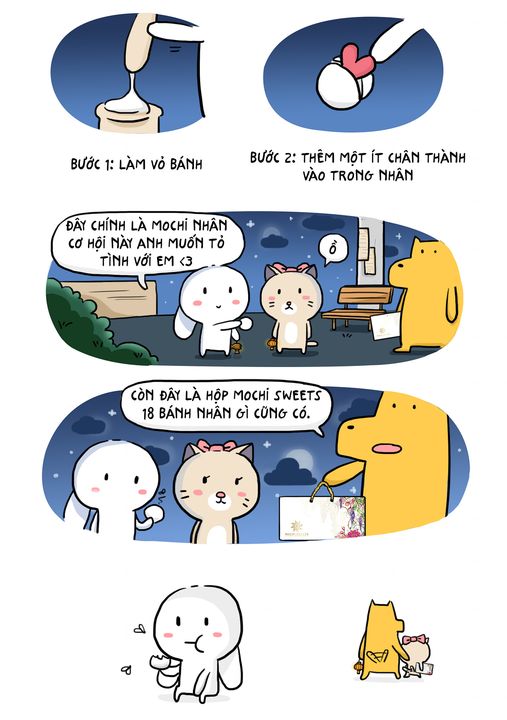 BƯỚC 1: LÀM VỎ BÁNH
BƯỚC 2: THÊM MỘT ÍT CHÂN THÀNH
VÀO TRONG NHÂN
ĐÂY CHÍNH LÀ MOCHI NHÂN
CƠ HỘI NÀY ANH MUỐN TỎ
TÌNH VỚI EM <3
Ồ
CÒN ĐÂY LÀ HỘP MOCHI SWEETS
18 BÁNH NHÂN GÌ CŨNG CÓ.